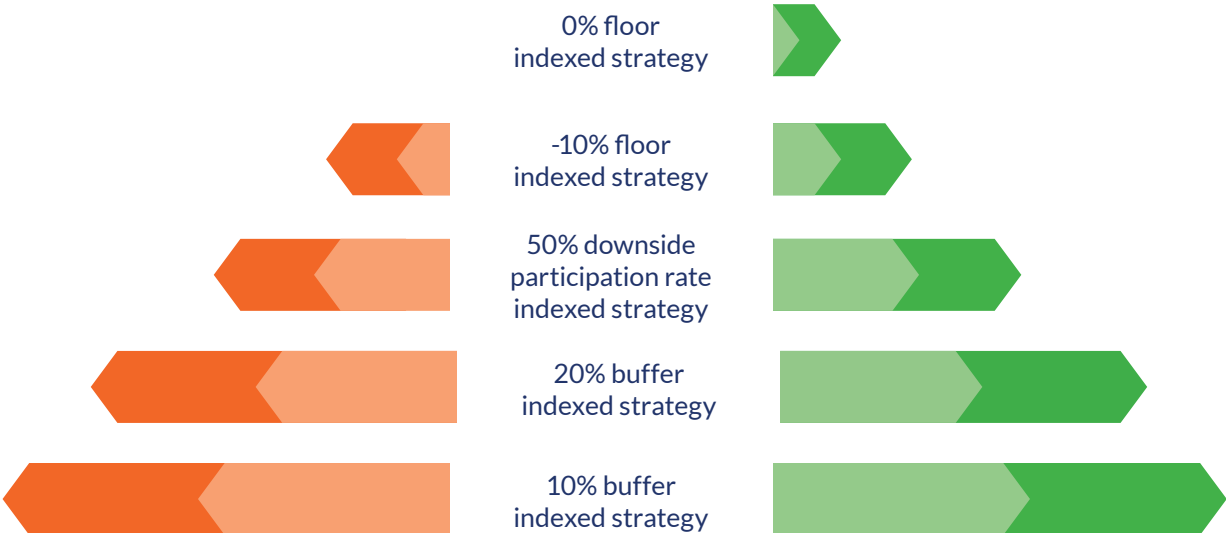 0% floor
indexed strategy
-10% floor
indexed strategy
50% downside
participation rate
indexed strategy
20% buffer
indexed strategy
10% buffer
indexed strategy